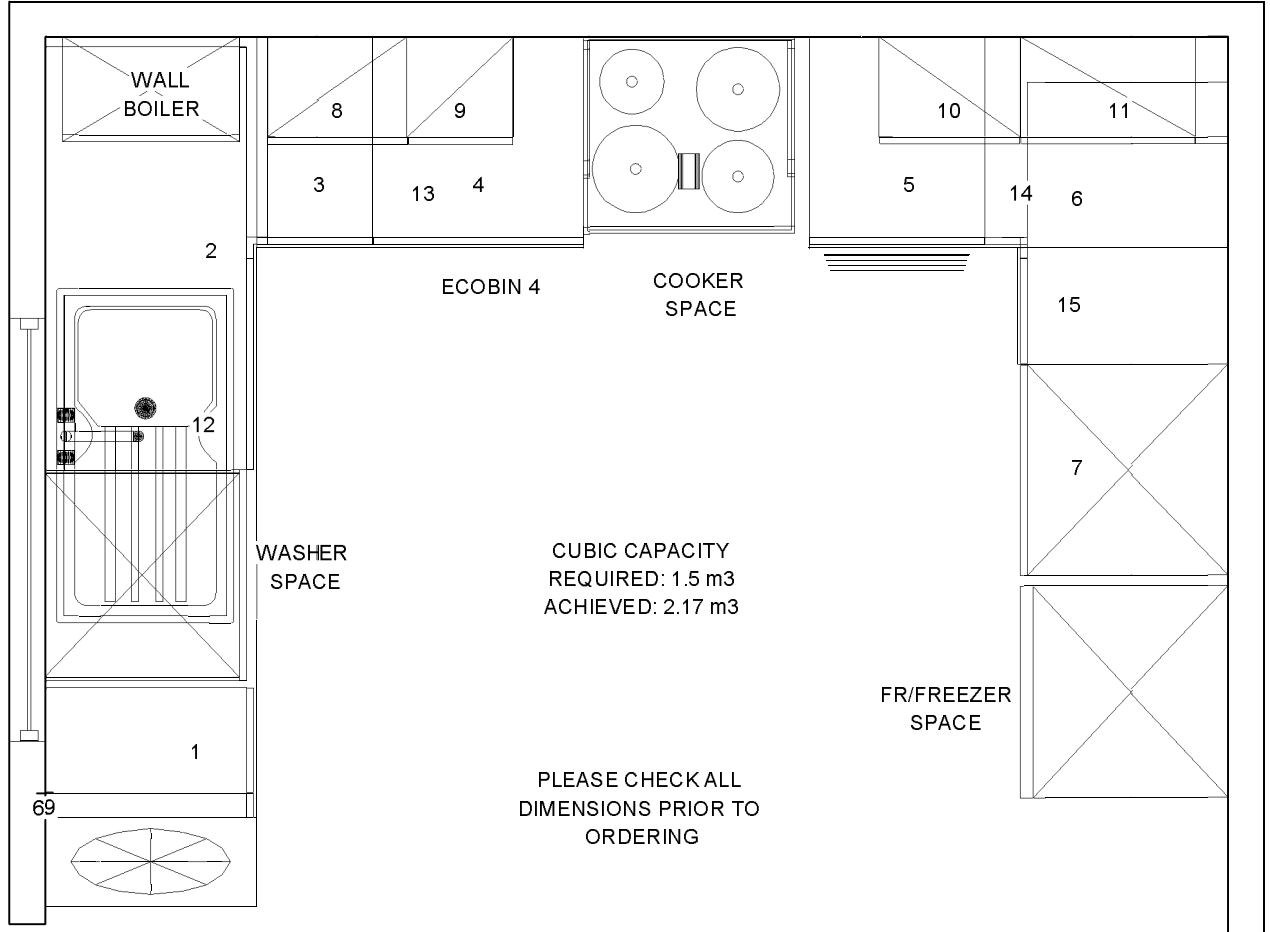 WALL
BOILER
8
9
10
11
3
13
4
5
14
6
2
ECOBIN 4
COOKER
SPACE
15
12
7
WASHER
SPACE
CUBIC CAPACITY
REQUIRED: 1.5 m3
ACHIEVED: 2.17 m3
FR/FREEZER
SPACE
1
PLEASE CHECK ALL
DIMENSIONS PRIOR TO
ORDERING
69